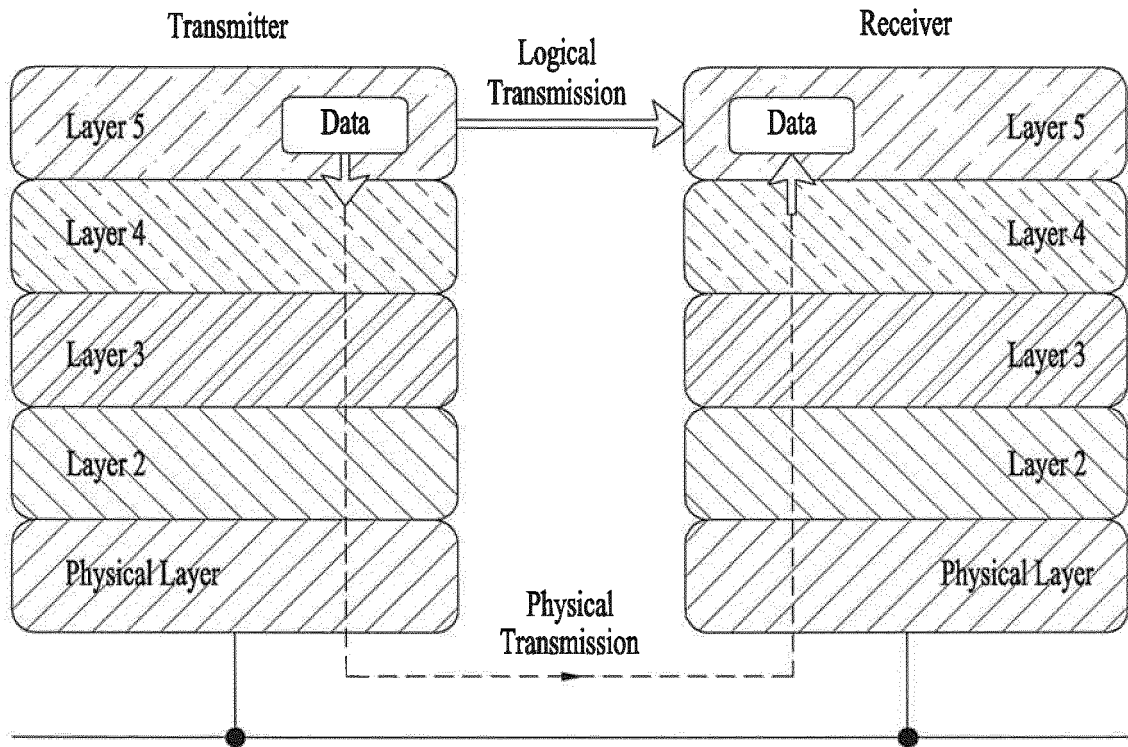 Transmitter
Receiver
Logical
Transmission
Layer 5
Data
Data
Layer 5
Layer 4
Layer 4
Layer 3
Layer 3
Layer 2
Layer 2
Physical Layer
Physical Layer
Physical
Transmission